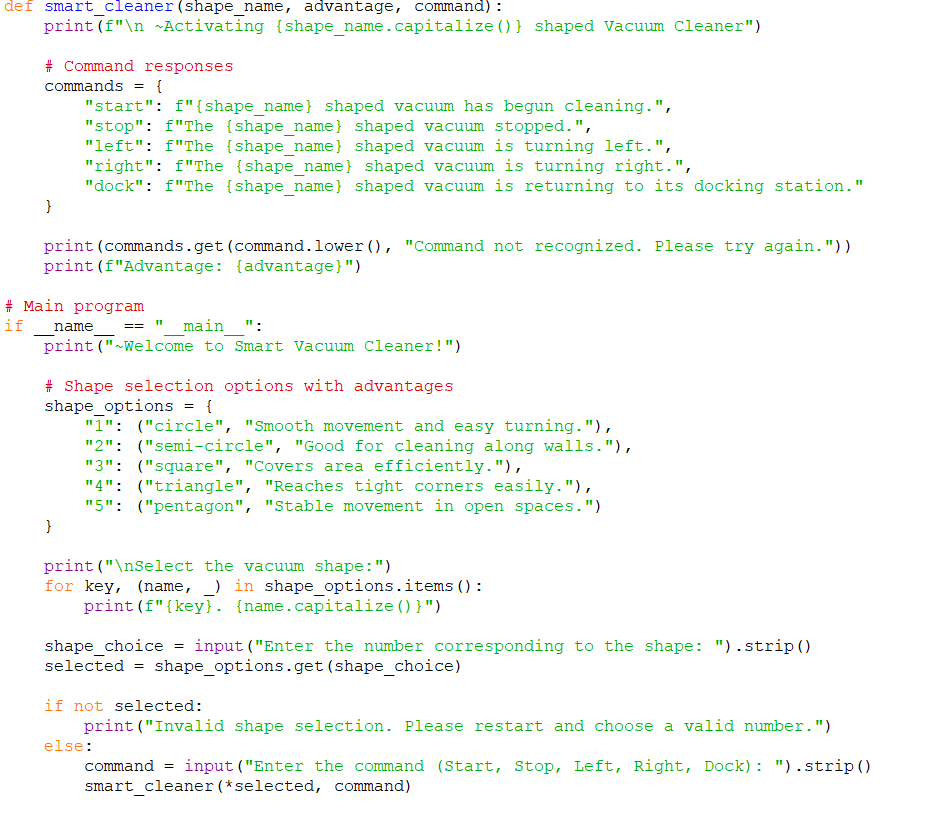 def smart_cleaner(shape_name, advantage, command):
    print(f"\n ~Activating {shape_name.capitalize()} shaped Vacuum Cleaner")

    # Command responses
    commands = {
        "start": f"{shape_name} shaped vacuum has begun cleaning.",
        "stop": f"The {shape_name} shaped vacuum stopped.",
        "left": f"The {shape_name} shaped vacuum is turning left.",
        "right": f"The {shape_name} shaped vacuum is turning right.",
        "dock": f"The {shape_name} shaped vacuum is returning to its docking station."
    }

    print(commands.get(command.lower(), "Command not recognized. Please try again."))
    print(f"Advantage: {advantage}")

# Main program
if __name__ == "__main__":
    print("~Welcome to Smart Vacuum Cleaner!")

    # Shape selection options with advantages
    shape_options = {
        "1": ("circle", "Smooth movement and easy turning."),
        "2": ("semi-circle", "Good for cleaning along walls."),
        "3": ("square", "Covers area efficiently."),
        "4": ("triangle", "Reaches tight corners easily."),
        "5": ("pentagon", "Stable movement in open spaces.")
    }

    print("\nSelect the vacuum shape:")
    for key, (name, _) in shape_options.items():
        print(f"{key}. {name.capitalize()}")

    shape_choice = input("Enter the number corresponding to the shape: ").strip()
    selected = shape_options.get(shape_choice)

    if not selected:
        print("Invalid shape selection. Please restart and choose a valid number.")
    else:
        command = input("Enter the command (Start, Stop, Left, Right, Dock): ").strip()
        smart_cleaner(*selected, command)